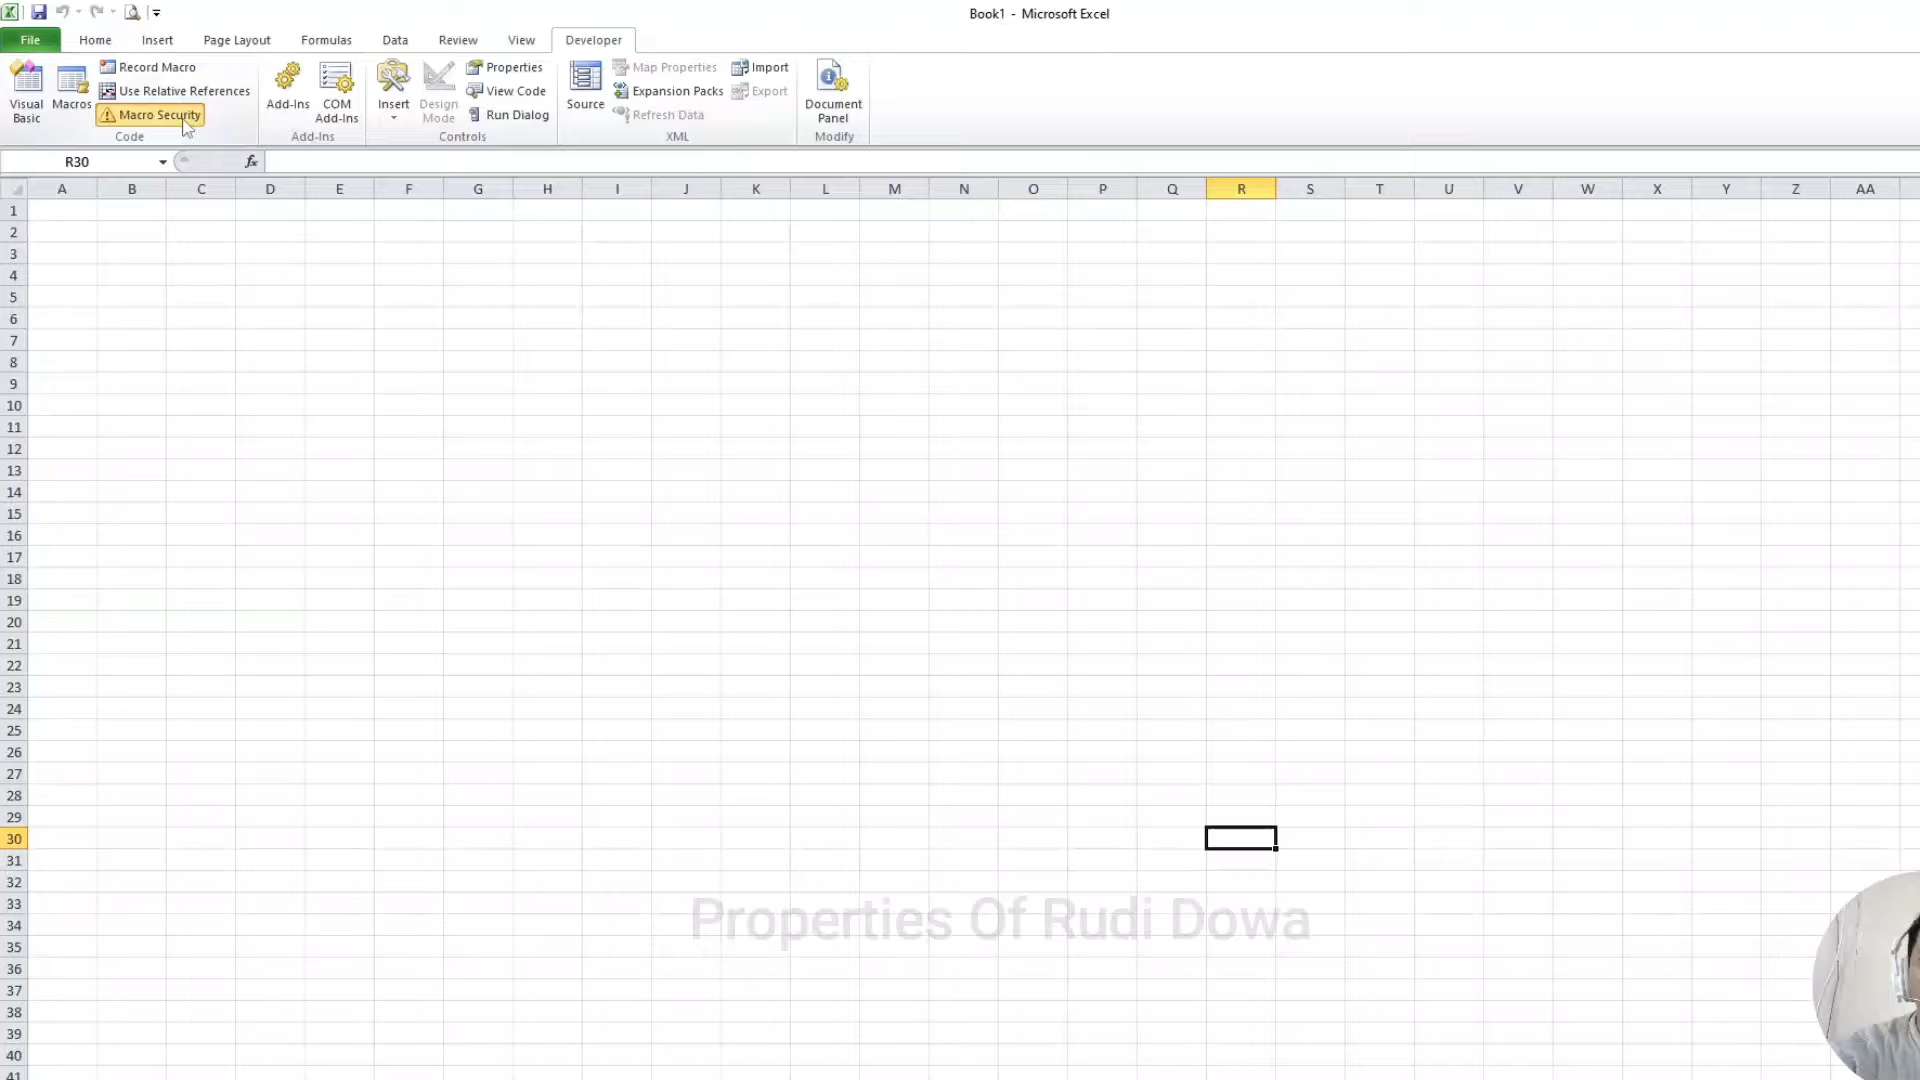 Book1 - Microsoft Excel
File Home Insert Page Layout Formulas Data Review View Developer
Visual Basic
Macros
Record Macro
Use Relative References
Macro Security
Code
Add-Ins
COM Add-Ins
Add-Ins
Insert
Design Mode
Properties
View Code
Run Dialog
Controls
Source
Map Properties
Expansion Packs
Refresh Data
Import
Export
XML
Document Panel
Modify
R30 fx
A B C D E F G H I J K L M N O P Q R S T U V W X Y Z AA
1
2
3
4
5
6
7
8
9
10
11
12
13
14
15
16
17
18
19
20
21
22
23
24
25
26
27
28
29
30
31
32
33
34
35
36
37
38
39
40
41
Properties Of Rudi Dowa